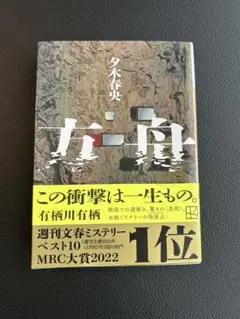 夕木春央
方舟
この衝撃は一生もの。
有栖川有栖
週刊文春ミステリー
ベスト10
MRC大賞2022
1位